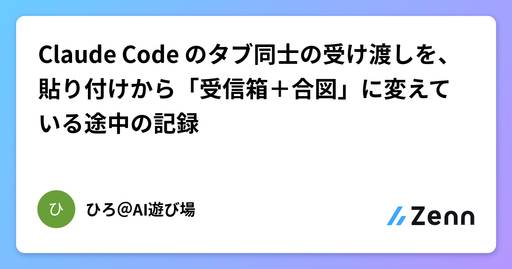 Claude Code のタブ同士の受け渡しを、
貼り付けから「受信箱＋合図」に変えて
いる途中の記録
ひ
ひろ＠AI遊び場
Zenn